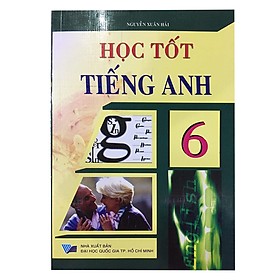 NGUYỄN XUÂN HẢI
HỌC TỐT
TIẾNG ANH
6
g
English
NHÀ XUẤT BẢN
ĐẠI HỌC QUỐC GIA TP. HỒ CHÍ MINH